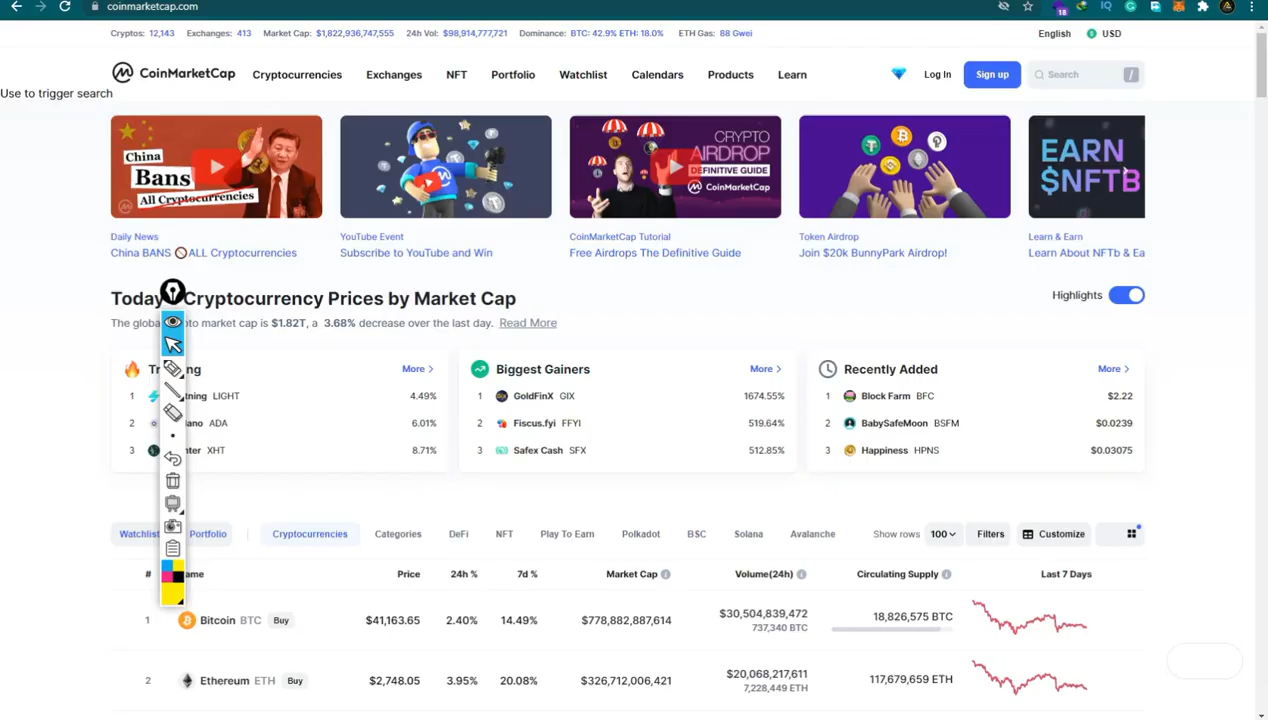 coinmarketcap.com
18
IQ
Cryptos: 12,143 Exchanges: 413 Market Cap: $1,822,936,747,555 24h Vol: $98,914,777,721 Dominance: BTC: 42.9% ETH: 18.0% ETH Gas: 88 Gwei English USD
CoinMarketCap Cryptocurrencies Exchanges NFT Portfolio Watchlist Calendars Products Learn Log In Sign up Search /
Use to trigger search
China
Bans
All Cryptocurrencies
CRYPTO
AIRDROP
DEFINITIVE GUIDE
CoinMarketCap
EARN
$NFTB
Daily News
China BANS 🚫ALL Cryptocurrencies
YouTube Event
Subscribe to YouTube and Win
CoinMarketCap Tutorial
Free Airdrops The Definitive Guide
Token Airdrop
Join $20k BunnyPark Airdrop!
Learn & Earn
Learn About NFTb & Ea
Today Cryptocurrency Prices by Market Cap
Highlights
The glob to market cap is $1.82T, a 3.68% decrease over the last day. Read More
Tr ng More >
1 tning LIGHT 4.49%
2 ano ADA 6.01%
3 nter XHT 8.71%
Biggest Gainers More >
1 GoldFinX GIX 1674.55%
2 Fiscus.fyi FFYI 519.64%
3 Safex Cash SFX 512.85%
Recently Added More >
1 Block Farm BFC $2.22
2 BabySafeMoon BSFM $0.0239
3 Happiness HPNS $0.03075
Watchlist Portfolio Cryptocurrencies Categories DeFi NFT Play To Earn Polkadot BSC Solana Avalanche Show rows 100 Filters Customize
# ame Price 24h % 7d % Market Cap Volume(24h) Circulating Supply Last 7 Days
1 Bitcoin BTC Buy $41,163.65 2.40% 14.49% $778,882,887,614 $30,504,839,472 18,826,575 BTC
737,340 BTC
2 Ethereum ETH Buy $2,748.05 3.95% 20.08% $326,712,006,421 $20,068,217,611 117,679,659 ETH
7,228,449 ETH